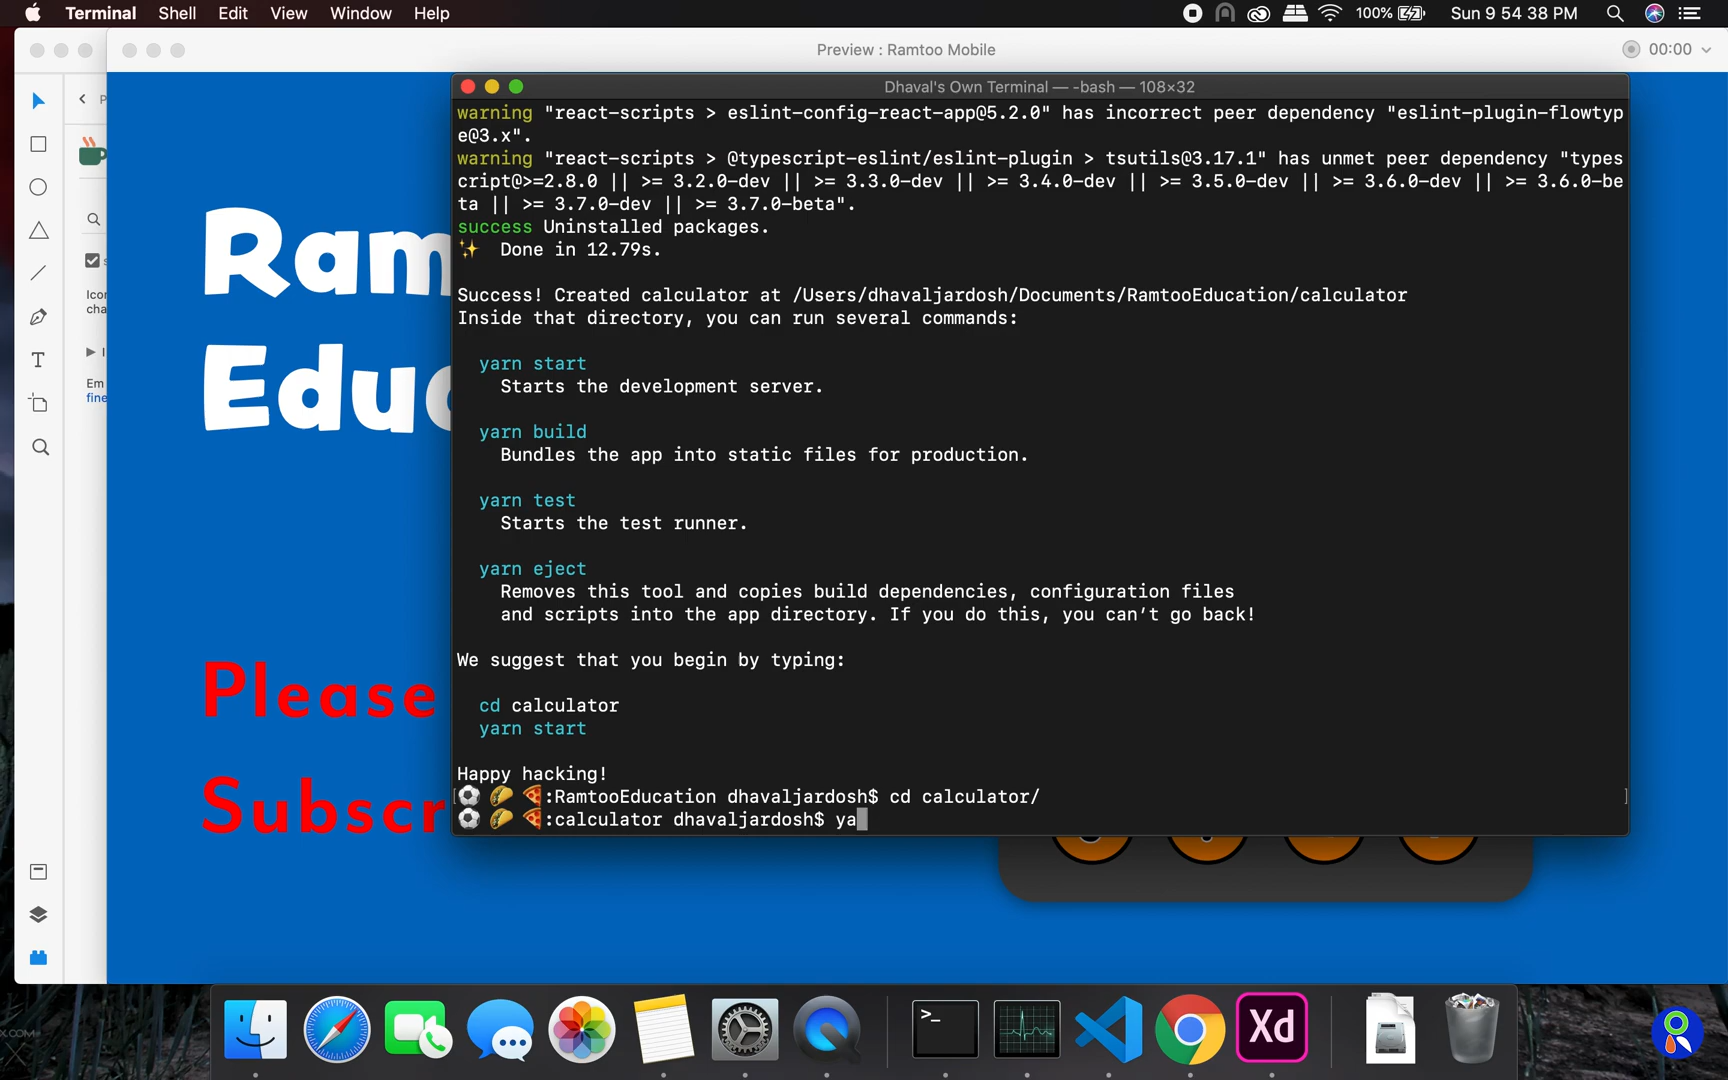 Terminal Shell Edit View Window Help 100% Sun 9 54 38 PM
Preview : Ramtoo Mobile 00:00
Dhaval's Own Terminal — -bash — 108×32
warning "react-scripts > eslint-config-react-app@5.2.0" has incorrect peer dependency "eslint-plugin-flowtyp
e@3.x".
warning "react-scripts > @typescript-eslint/eslint-plugin > tsutils@3.17.1" has unmet peer dependency "types
cript@>=2.8.0 || >= 3.2.0-dev || >= 3.3.0-dev || >= 3.4.0-dev || >= 3.5.0-dev || >= 3.6.0-dev || >= 3.6.0-be
ta || >= 3.7.0-dev || >= 3.7.0-beta".
success Uninstalled packages.
✨ Done in 12.79s.
Success! Created calculator at /Users/dhavaljardosh/Documents/RamtooEducation/calculator
Inside that directory, you can run several commands:
yarn start
Starts the development server.
yarn build
Bundles the app into static files for production.
yarn test
Starts the test runner.
yarn eject
Removes this tool and copies build dependencies, configuration files
and scripts into the app directory. If you do this, you can’t go back!
We suggest that you begin by typing:
cd calculator
yarn start
Happy hacking!
⚽ 🌮 🍕:RamtooEducation dhavaljardosh$ cd calculator/
⚽ 🌮 🍕:calculator dhavaljardosh$ ya
Ram
Educ
Please
Subscr
Icor
cha
Em
fine
Xd